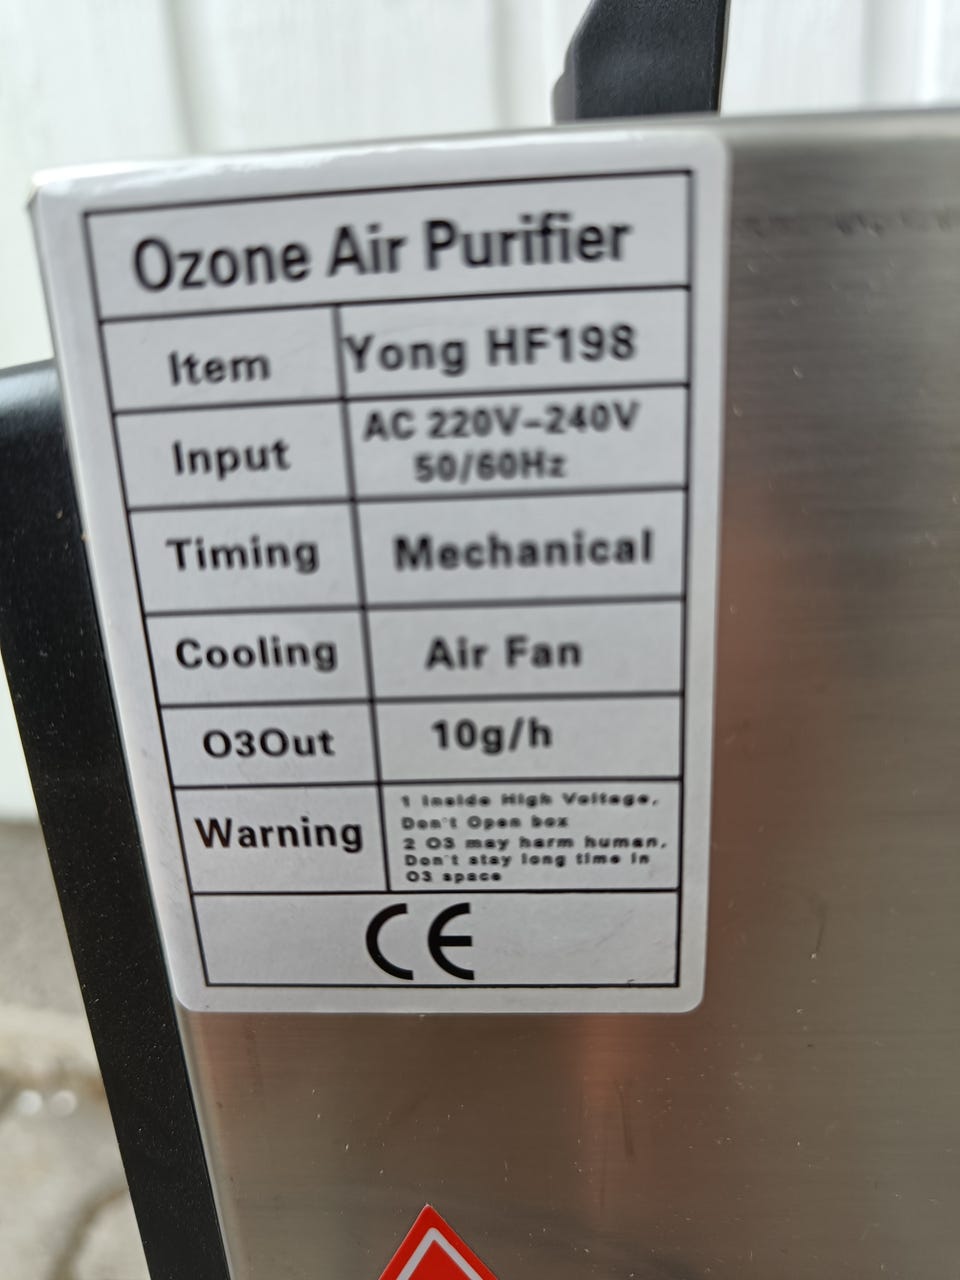 Ozone Air Purifier
Item Yong HF198
Input AC 220V-240V
50/60Hz
Timing Mechanical
Cooling Air Fan
O3Out 10g/h
Warning 1 Inside High Voltage,
Don't Open box
2 O3 may harm human,
Don't stay long time in
O3 space
CE